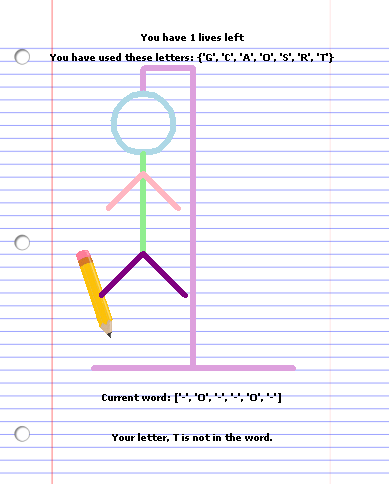 You have 1 lives left
You have used these letters: {'G', 'C', 'A', 'O', 'S', 'R', 'T'}
Current word: ['-', 'O', '-', '-', 'O', '-']
Your letter, T is not in the word.